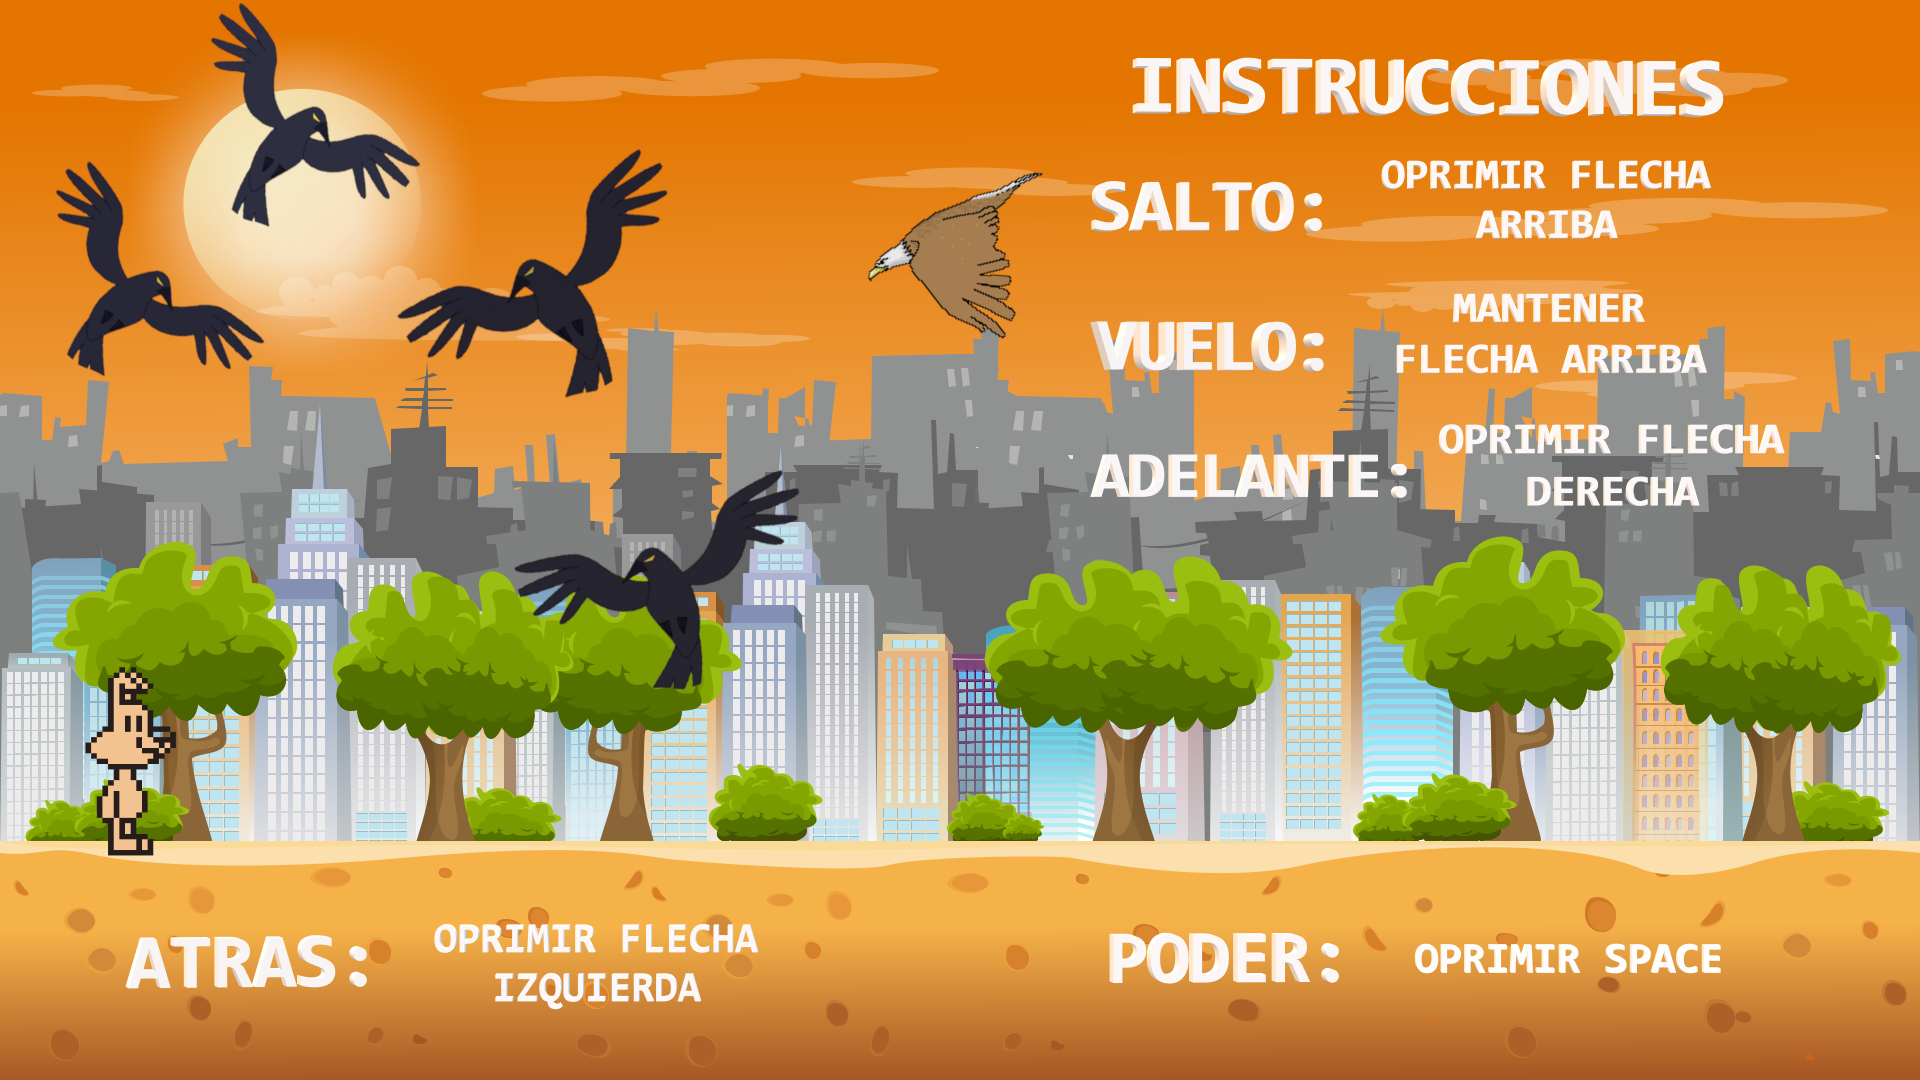 INSTRUCCIONES
SALTO:
OPRIMIR FLECHA
ARRIBA
VUELO:
MANTENER
FLECHA ARRIBA
ADELANTE:
OPRIMIR FLECHA
DERECHA
ATRAS:
OPRIMIR FLECHA
IZQUIERDA
PODER:
OPRIMIR SPACE